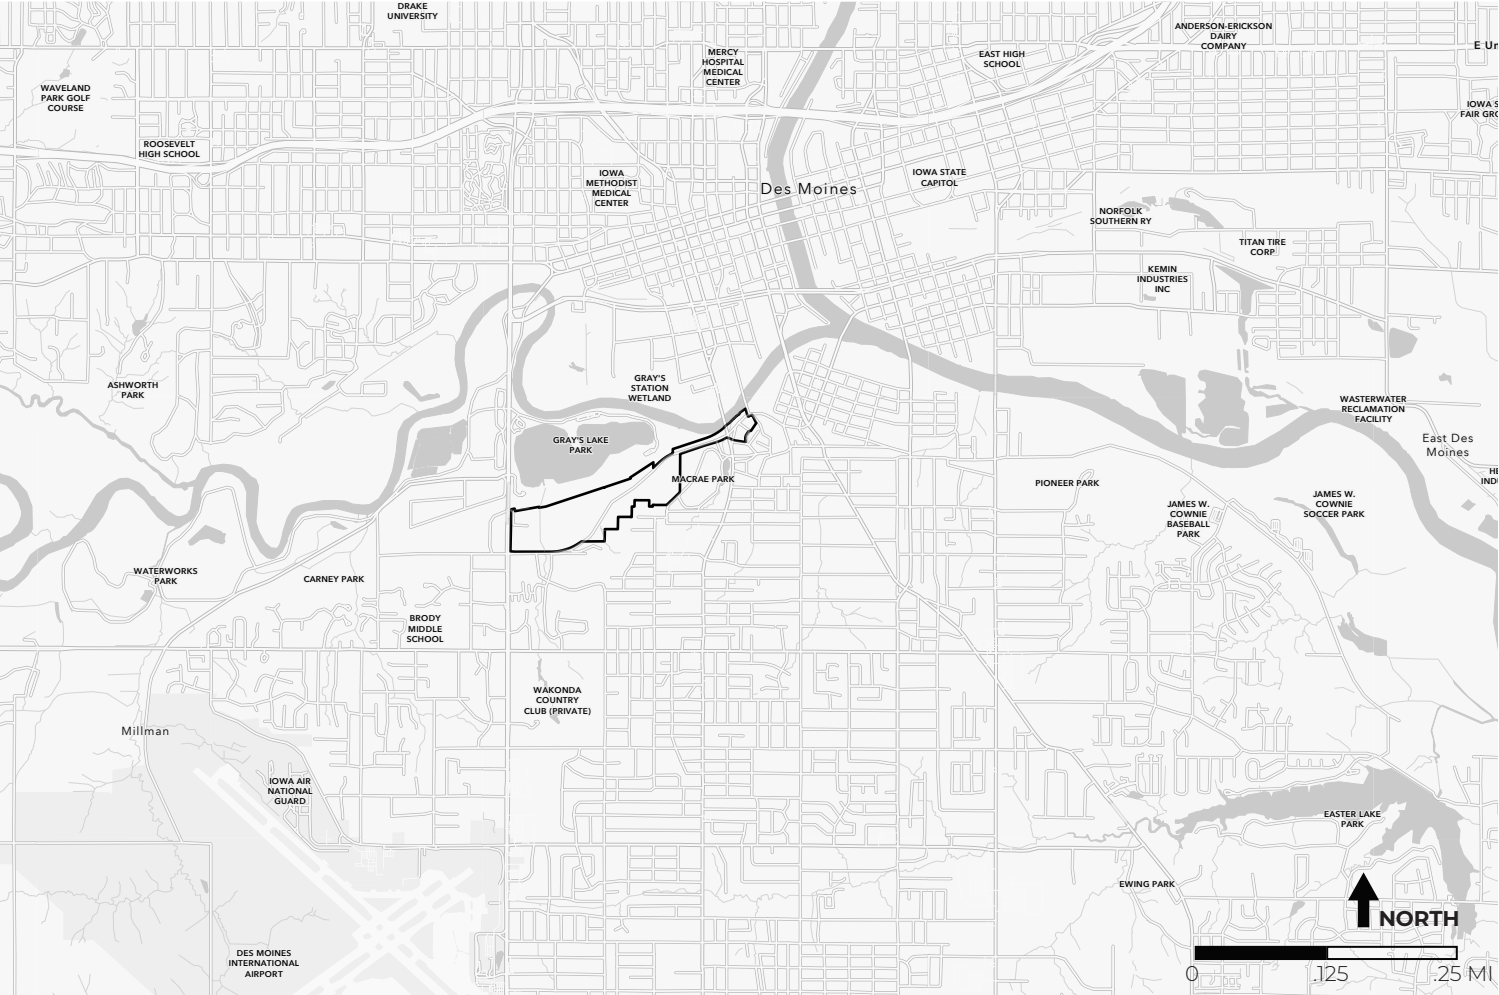 DRAKE
UNIVERSITY
ANDERSON-ERICKSON
DAIRY
COMPANY
E Un
MERCY
HOSPITAL
MEDICAL
CENTER
EAST HIGH
SCHOOL
WAVELAND
PARK GOLF
COURSE
IOWA S
FAIR GRO
ROOSEVELT
HIGH SCHOOL
IOWA
METHODIST
MEDICAL
CENTER
Des Moines
IOWA STATE
CAPITOL
NORFOLK
SOUTHERN RY
TITAN TIRE
CORP
KEMIN
INDUSTRIES
INC
ASHWORTH
PARK
GRAY'S
STATION
WETLAND
WASTERWATER
RECLAMATION
FACILITY
GRAY'S LAKE
PARK
East Des
Moines
MACRAE PARK
PIONEER PARK
HE
INDU
JAMES W.
COWNIE
BASEBALL
PARK
JAMES W.
COWNIE
SOCCER PARK
WATERWORKS
PARK
CARNEY PARK
BRODY
MIDDLE
SCHOOL
WAKONDA
COUNTRY
CLUB (PRIVATE)
Millman
IOWA AIR
NATIONAL
GUARD
EASTER LAKE
PARK
EWING PARK
NORTH
DES MOINES
INTERNATIONAL
AIRPORT
0 .125 .25 MI